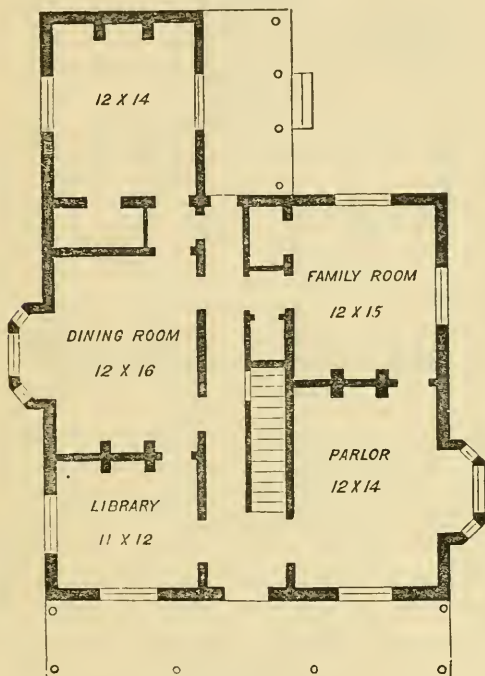 12 X 14
FAMILY ROOM
12 X 15
DINING ROOM
12 X 16
PARLOR
12 X 14
LIBRARY
11 X 12